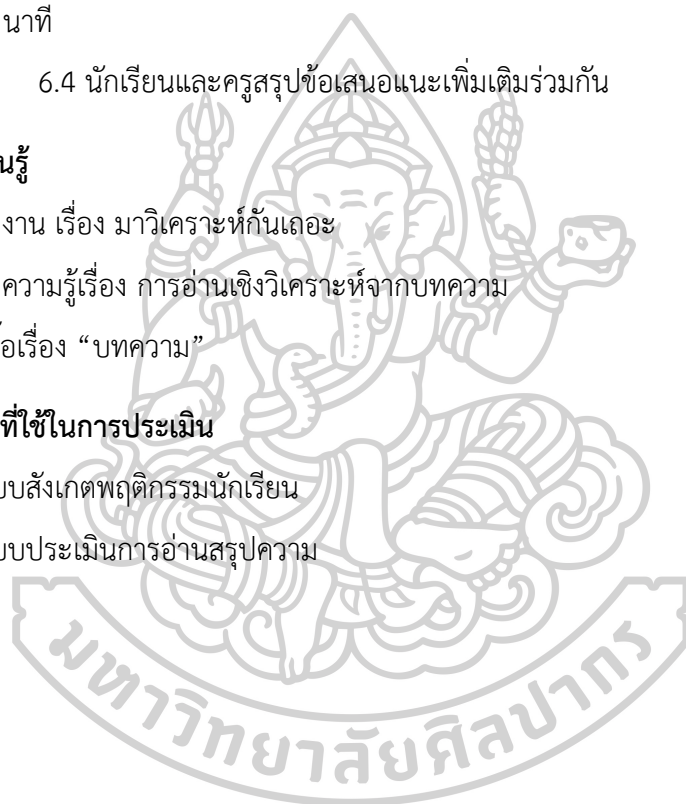 นาที
6.4 นักเรียนและครูสรุปข้อเสนอแนะเพิ่มเติมร่วมกัน
นรู้
งาน เรื่อง มาวิเคราะห์กันเถอะ
ความรู้เรื่อง การอ่านเชิงวิเคราะห์จากบทความ
อเรื่อง “บทความ”
ที่ใช้ในการประเมิน
บบสังเกตพฤติกรรมนักเรียน
บบประเมินการอ่านสรุปความ
มหาวิทยาลัยศิลปากร